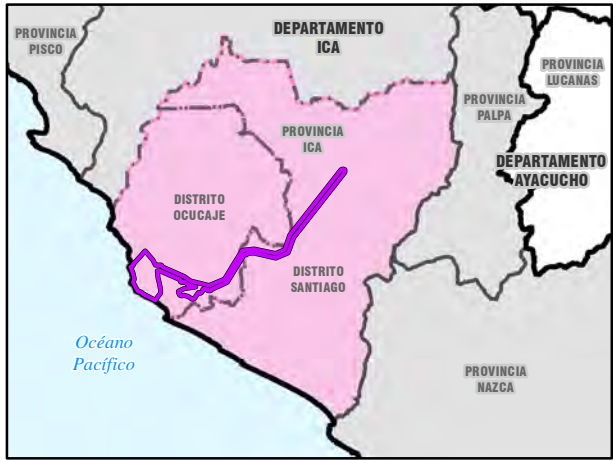 DEPARTAMENTO
ICA
PROVINCIA
PISCO
PROVINCIA
LUCANAS
PROVINCIA
PALPA
PROVINCIA
ICA
DEPARTAMENTO
AYACUCHO
DISTRITO
OCUCAJE
DISTRITO
SANTIAGO
Océano
Pacífico
PROVINCIA
NAZCA